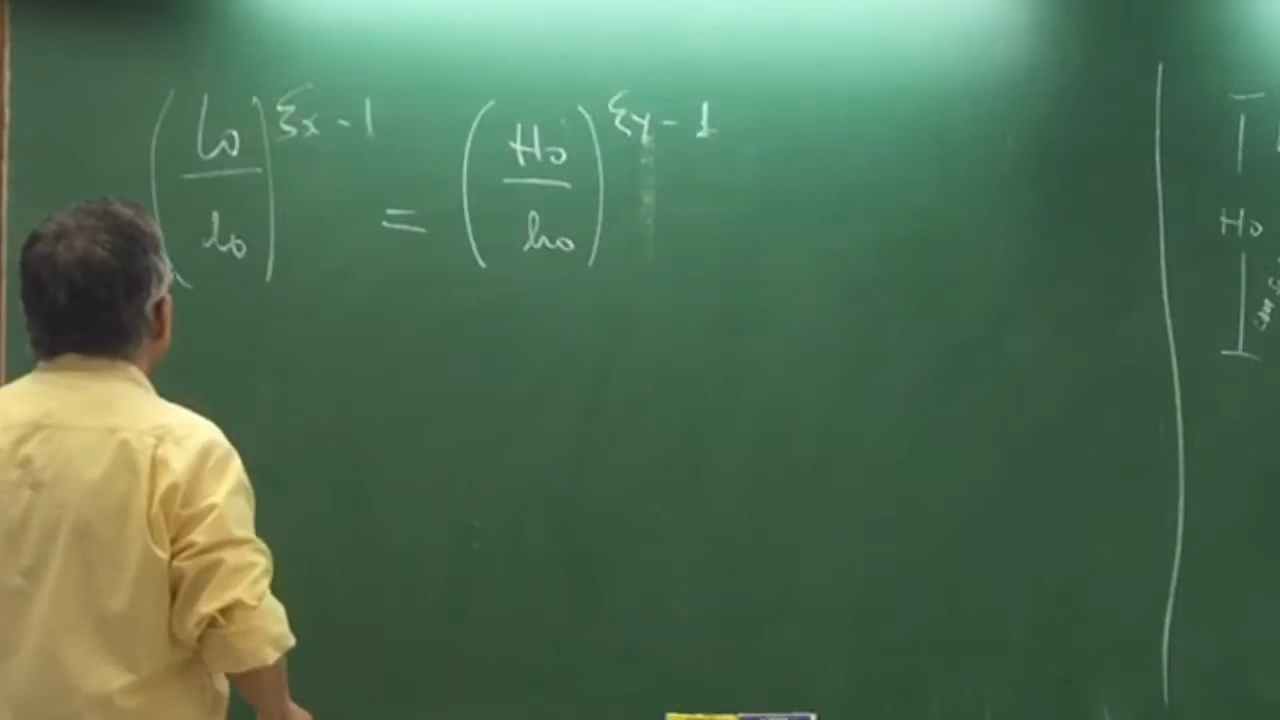 (Lo/lo)^{ξx - 1} = (Ho/ho)^{ξy - 1}
Ho